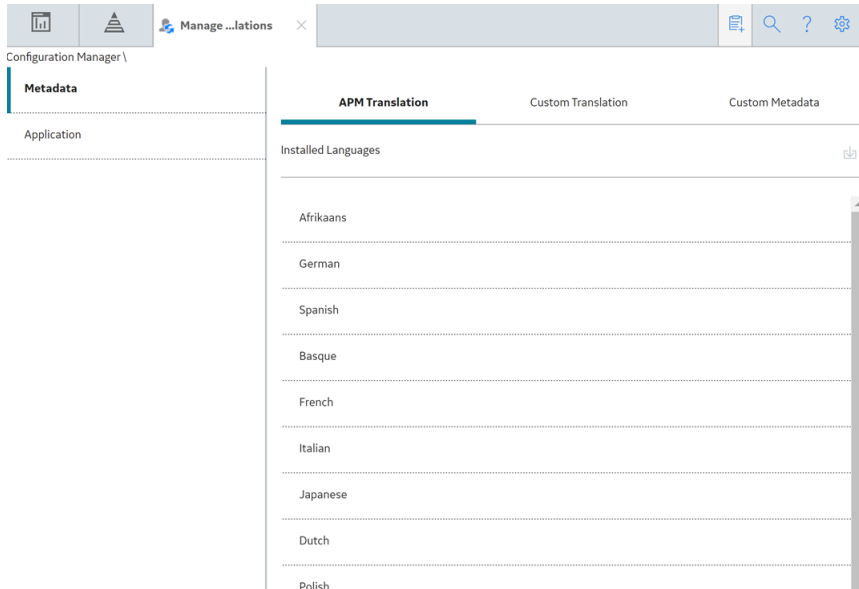 Manage ...lations
Configuration Manager \
Metadata
Application
APM Translation
Custom Translation
Custom Metadata
Installed Languages
Afrikaans
German
Spanish
Basque
French
Italian
Japanese
Dutch
Polish